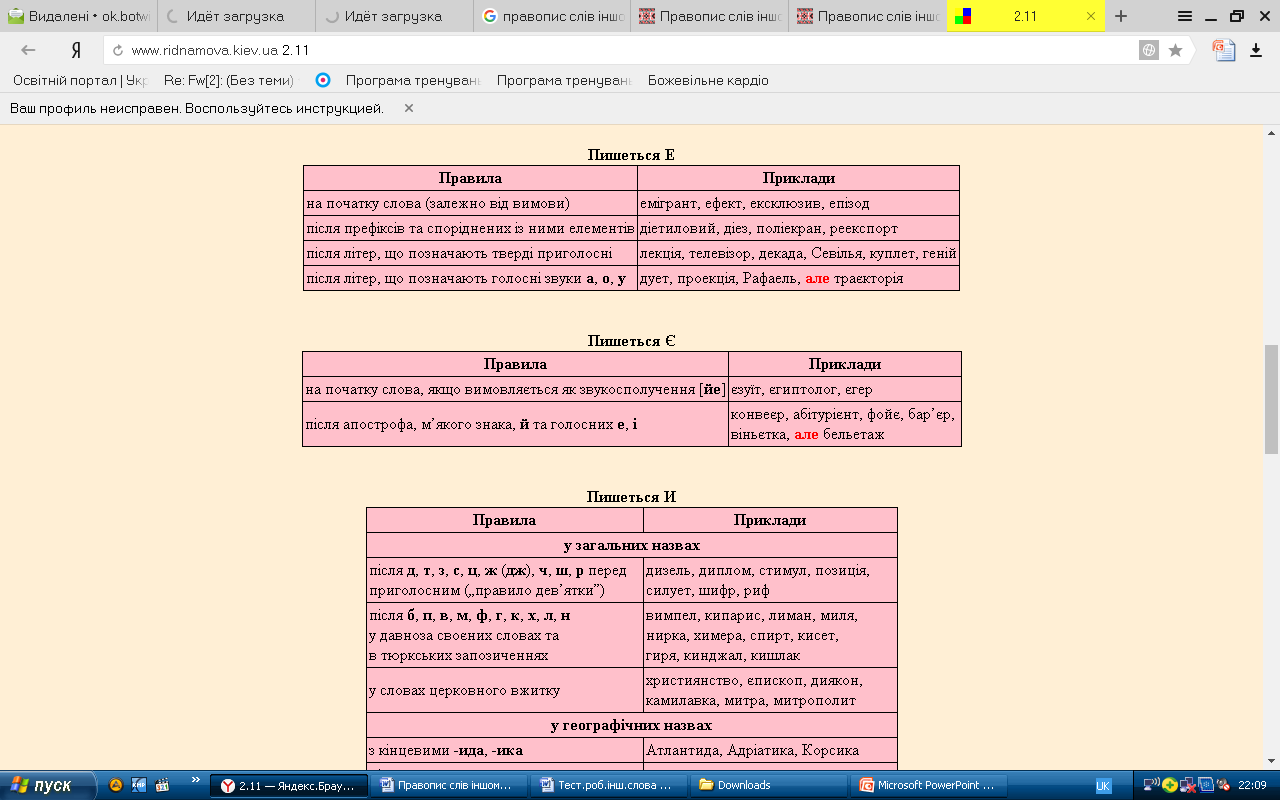 Видалені • ok.botw
Идёт загрузка
Идёт загрузка
правопис слів іншо
Правопис слів інш
Правопис слів інш
2.11
www.ridnamova.kiev.ua 2.11
Освітній портал | Укр
Re: Fw[2]: (Без теми)
Програма тренувань
Програма тренувань
Божевільне кардіо
Ваш профиль неисправен. Воспользуйтесь инструкцией.
Пишеться Е
Правила Приклади
на початку слова (залежно від вимови) емігрант, ефект, ексклюзив, епізод
після префіксів та споріднених із ними елементів дієтиловий, діез, поліекран, реекспорт
після літер, що позначають тверді приголосні лекція, телевізор, декада, Севілья, куплет, геній
після літер, що позначають голосні звуки а, о, у дует, проекція, Рафаель, але траєкторія
Пишеться Є
Правила Приклади
на початку слова, якщо вимовляється як звукосполучення [йе] єзуїт, єгиптолог, єгер
після апострофа, м’якого знака, й та голосних е, і
конвеєр, абітурієнт, фойє, бар’єр,
віньєтка, але бельетаж
Пишеться И
Правила Приклади
у загальних назвах
після д, т, з, с, ц, ж (дж), ч, ш, р перед
приголосним („правило дев’ятки”)
дизель, диплом, стимул, позиція,
силует, шифр, риф
після б, п, в, м, ф, г, к, х, л, н
у давноза своєних словах та
в тюркських запозиченнях
вимпел, кипарис, лиман, миля,
нирка, химера, спирт, кисет,
гиря, кинджал, кишлак
у словах церковного вжитку
християнство, єпископ, диякон,
камилавка, митра, митрополит
у географічних назвах
з кінцевими -ида, -ика Атлантида, Адріатика, Корсика
пуск
2.11 — Яндекс.Брау...
Правопис слів іншом...
Тест.роб.інш.слова ...
Downloads
Microsoft PowerPoint ...
UK
22:09